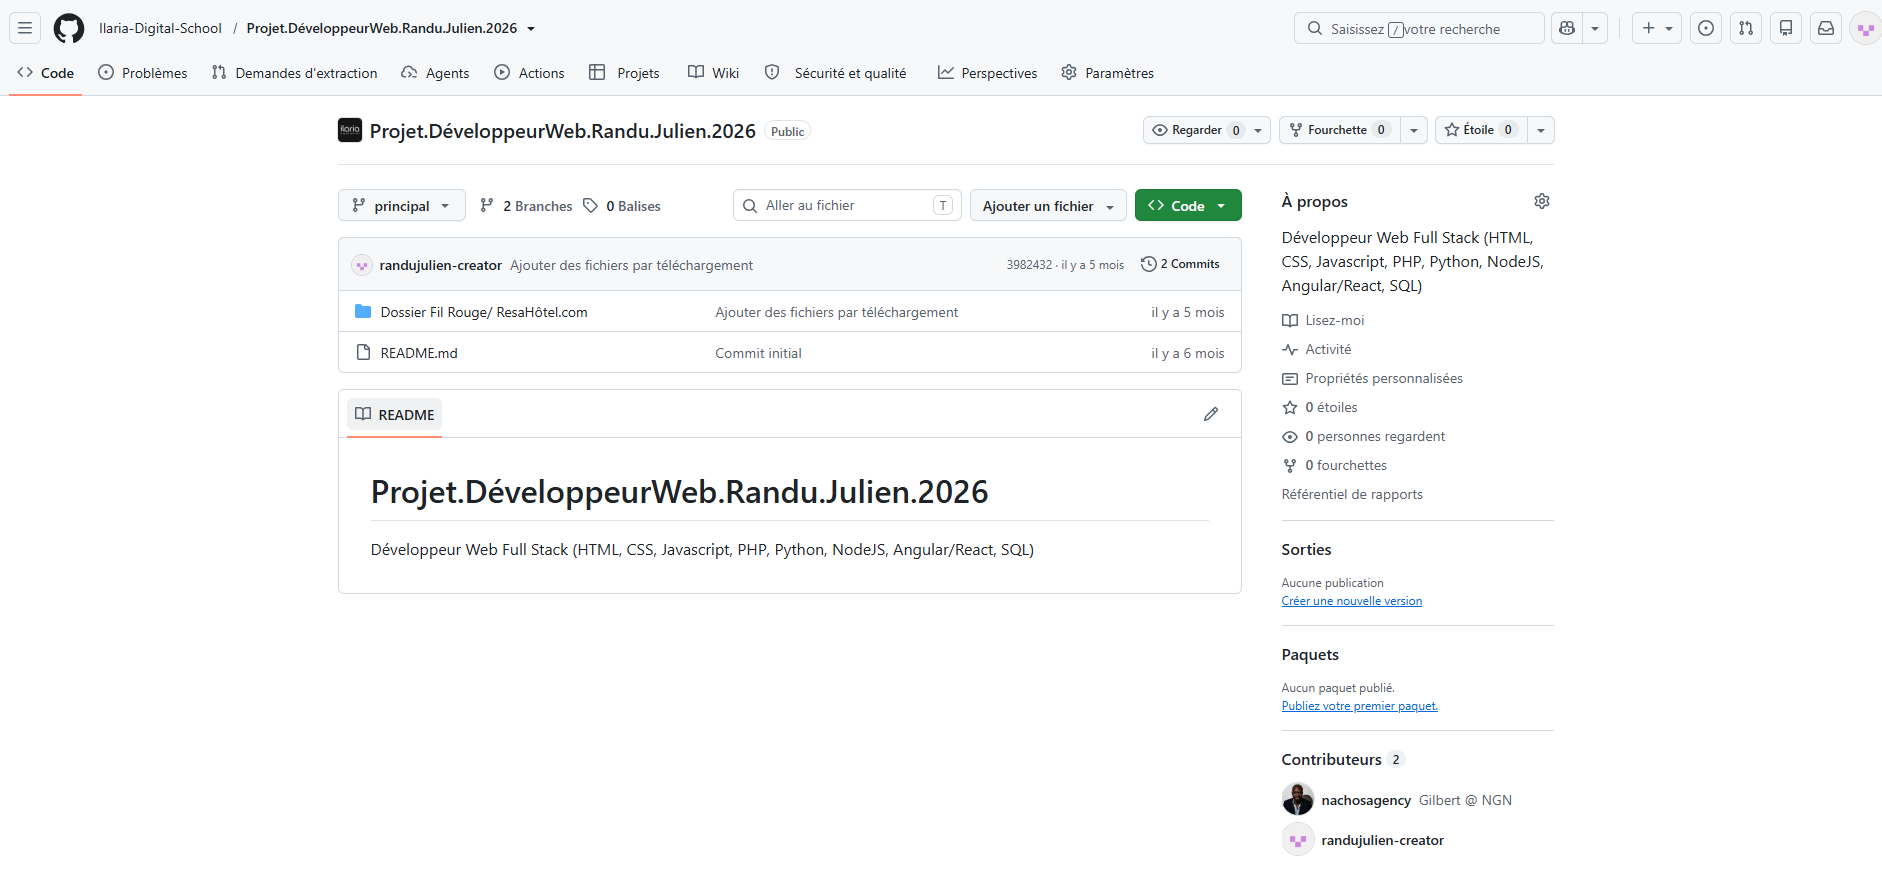 Ilaria-Digital-School / Projet.DéveloppeurWeb.Randu.Julien.2026
Saisissez / votre recherche
Code
Problèmes
Demandes d'extraction
Agents
Actions
Projets
Wiki
Sécurité et qualité
Perspectives
Paramètres
ilaria
Projet.DéveloppeurWeb.Randu.Julien.2026 Public
Regarder 0
Fourchette 0
Étoile 0
principal
2 Branches
0 Balises
Aller au fichier T
Ajouter un fichier
Code
randujulien-creator Ajouter des fichiers par téléchargement 3982432 · il y a 5 mois 2 Commits
Dossier Fil Rouge/ ResaHôtel.com Ajouter des fichiers par téléchargement il y a 5 mois
README.md Commit initial il y a 6 mois
README
Projet.DéveloppeurWeb.Randu.Julien.2026
Développeur Web Full Stack (HTML, CSS, Javascript, PHP, Python, NodeJS, Angular/React, SQL)
À propos
Développeur Web Full Stack (HTML,
CSS, Javascript, PHP, Python, NodeJS,
Angular/React, SQL)
Lisez-moi
Activité
Propriétés personnalisées
0 étoiles
0 personnes regardent
0 fourchettes
Référentiel de rapports
Sorties
Aucune publication
Créer une nouvelle version
Paquets
Aucun paquet publié.
Publiez votre premier paquet.
Contributeurs 2
nachosagency Gilbert @ NGN
randujulien-creator